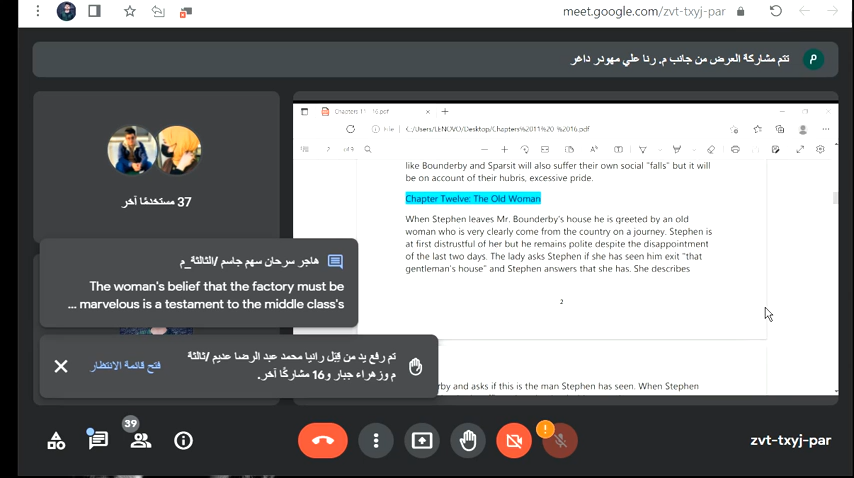 meet.google.com/zvt-txyj-par
تتم مشاركة العرض من جانب م. رنا علي مهودر داغر
م
37 مستخدمًا آخر
Chapters 11 - 16.pdf
File | C:/Users/LENOVO/Desktop/Chapters%2011%20-%2016.pdf
like Bounderby and Sparsit will also suffer their own social "falls" but it will
be on account of their hubris, excessive pride.
Chapter Twelve: The Old Woman
When Stephen leaves Mr. Bounderby's house he is greeted by an old
woman who is very clearly come from the country on a journey. Stephen is
at first distrustful of her but he remains polite despite the disappointment
of the last two days. The lady asks Stephen if she has seen him exit "that
gentleman's house" and Stephen answers that she has. She describes
2
rby and asks if this is the man Stephen has seen. When Stephen
هاجر سرحان سهم جاسم /الثالثة_م
The woman's belief that the factory must be
marvelous is a testament to the middle class's ...
تم رفع يد من قِبَل رانيا محمد عبد الرضا عديم /ثالثة
م وزهراء جبار و16 مشاركًا آخر.
فتح قائمة الانتظار
39
zvt-txyj-par